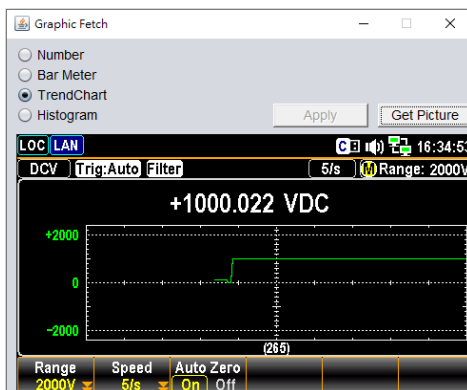 Graphic Fetch
Number
Bar Meter
TrendChart
Histogram
Apply Get Picture
LOC LAN C 16:34:53
DCV Trig:Auto Filter 5/s M Range: 2000V
+1000.022 VDC
+2000
0
-2000
(265)
Range Speed Auto Zero
2000V 5/s On Off